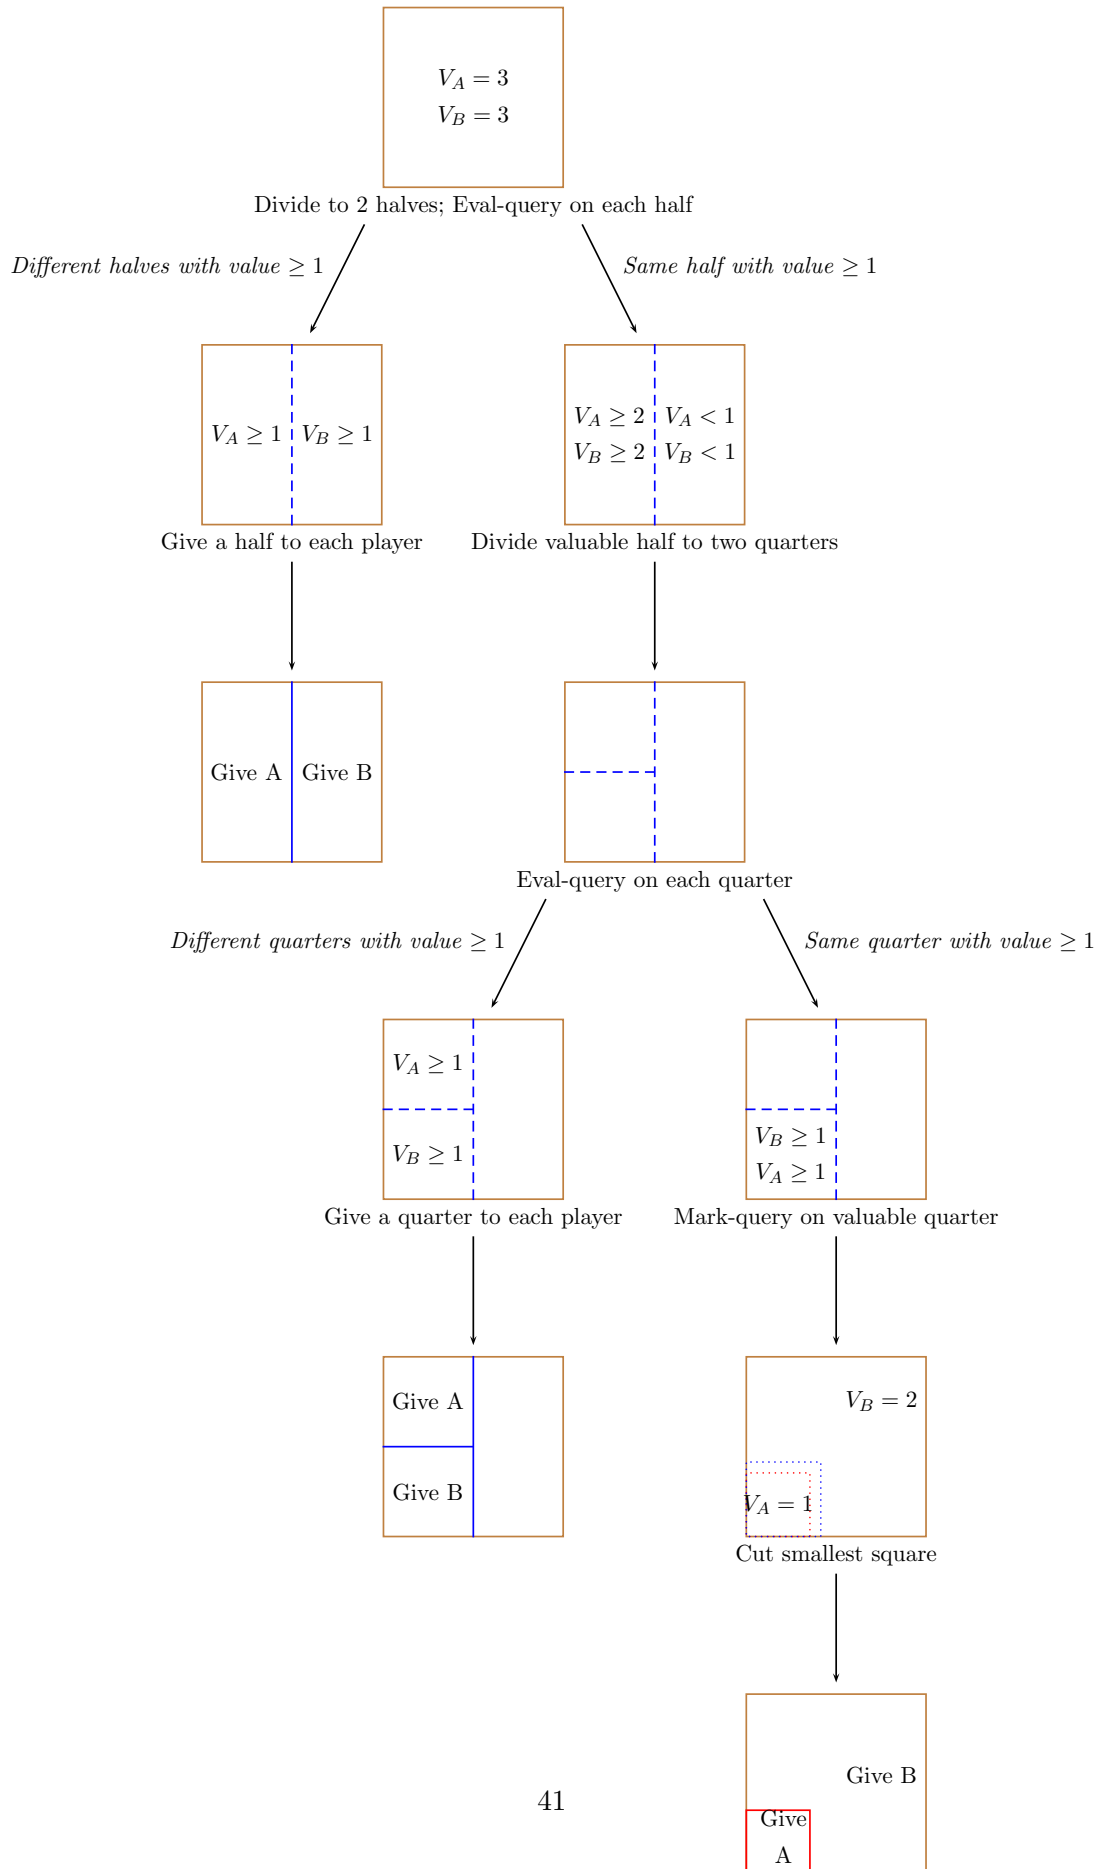 V_A = 3
V_B = 3
Divide to 2 halves; Eval-query on each half
Different halves with value ≥ 1
Same half with value ≥ 1
V_A ≥ 1
V_B ≥ 1
V_A ≥ 2
V_A < 1
V_B ≥ 2
V_B < 1
Give a half to each player
Divide valuable half to two quarters
Give A
Give B
Eval-query on each quarter
Different quarters with value ≥ 1
Same quarter with value ≥ 1
V_A ≥ 1
V_B ≥ 1
V_B ≥ 1
V_A ≥ 1
Give a quarter to each player
Mark-query on valuable quarter
Give A
Give B
V_B = 2
V_A = 1
Cut smallest square
Give B
Give
A
41